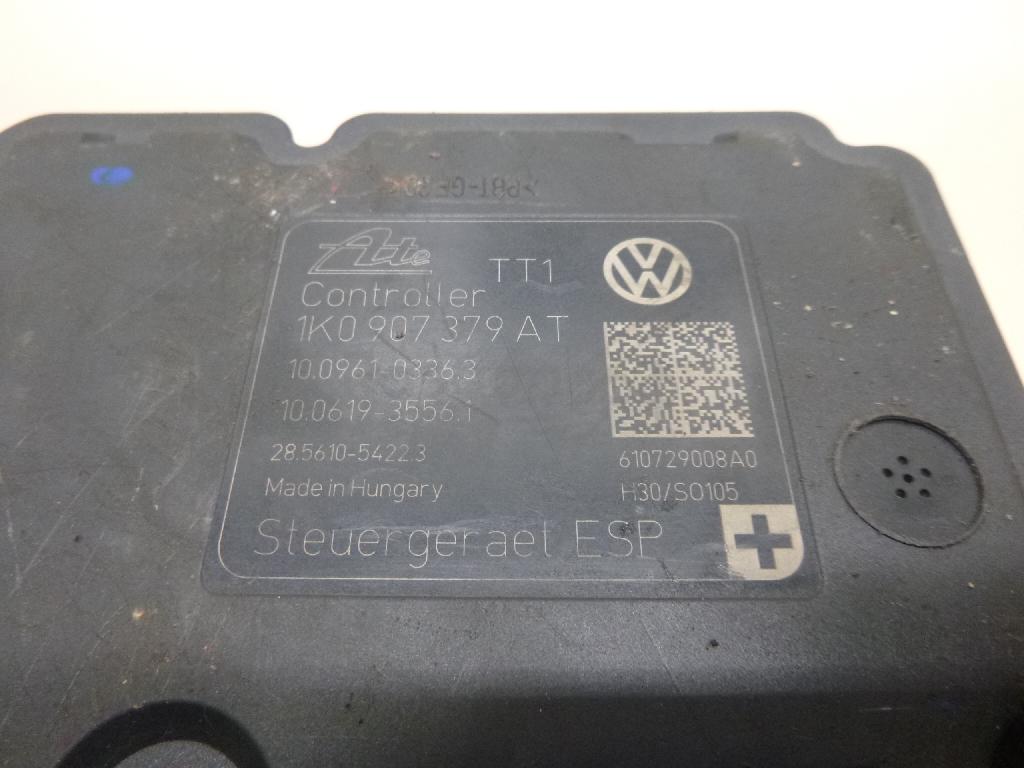 Ate
TT1
Controller
1K0 907 379 AT
10.0961-0336.3
10.0619-3556.1
28.5610-5422.3
610729008A0
Made in Hungary
H30/SO105
Steuergeraet ESP